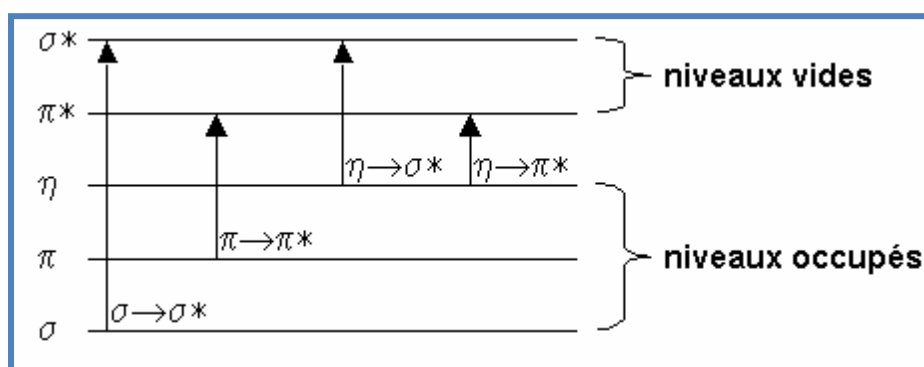 σ*
niveaux vides
π*
η→σ* η→π*
η
π→π*
π
niveaux occupés
σ→σ*
σ